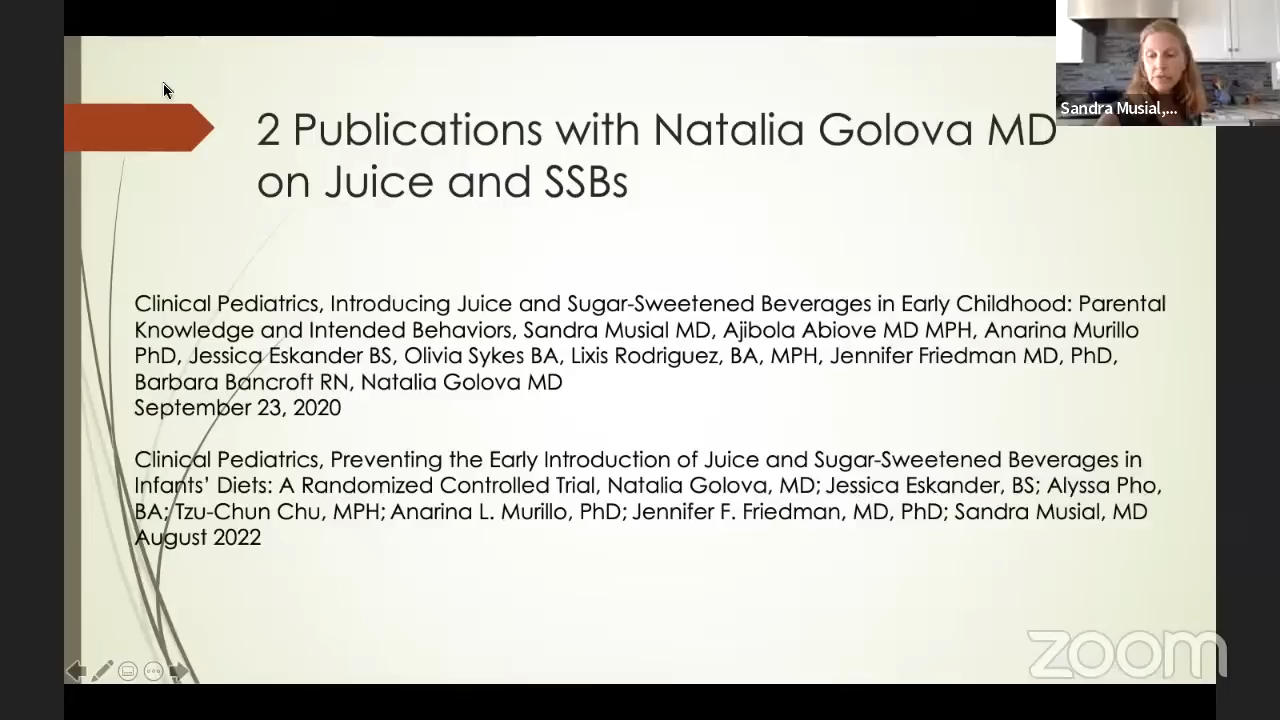 Sandra Musial,...
2 Publications with Natalia Golova MD
on Juice and SSBs
Clinical Pediatrics, Introducing Juice and Sugar-Sweetened Beverages in Early Childhood: Parental
Knowledge and Intended Behaviors, Sandra Musial MD, Ajibola Abiove MD MPH, Anarina Murillo
PhD, Jessica Eskander BS, Olivia Sykes BA, Lixis Rodriguez, BA, MPH, Jennifer Friedman MD, PhD,
Barbara Bancroft RN, Natalia Golova MD
September 23, 2020
Clinical Pediatrics, Preventing the Early Introduction of Juice and Sugar-Sweetened Beverages in
Infants’ Diets: A Randomized Controlled Trial, Natalia Golova, MD; Jessica Eskander, BS; Alyssa Pho,
BA; Tzu-Chun Chu, MPH; Anarina L. Murillo, PhD; Jennifer F. Friedman, MD, PhD; Sandra Musial, MD
August 2022
zoom